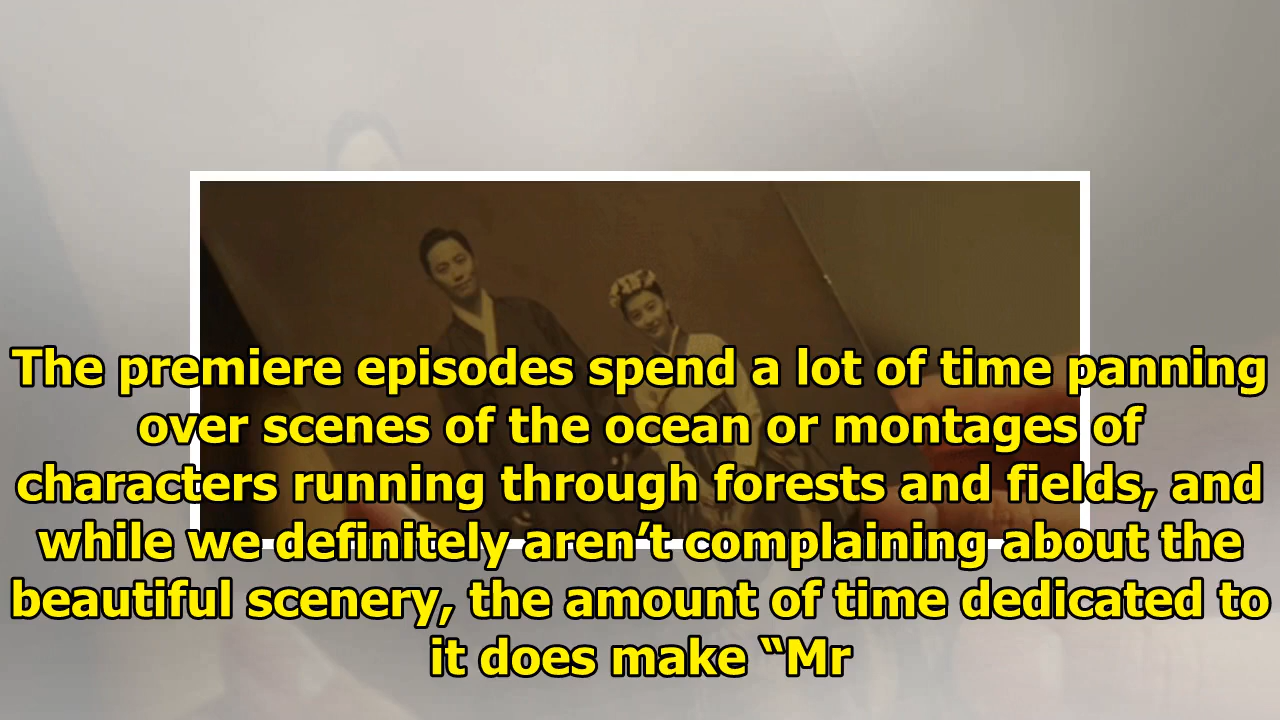 The premiere episodes spend a lot of time panning
over scenes of the ocean or montages of
characters running through forests and fields, and
while we definitely aren’t complaining about the
beautiful scenery, the amount of time dedicated to
it does make “Mr